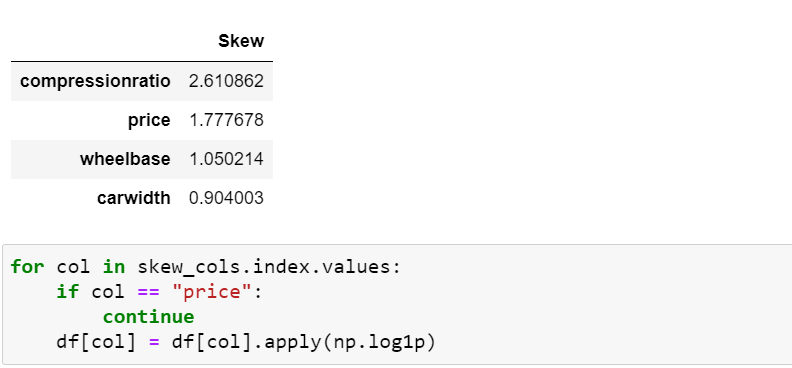 Skew
compressionratio 2.610862
price 1.777678
wheelbase 1.050214
carwidth 0.904003
for col in skew_cols.index.values:
    if col == "price":
        continue
    df[col] = df[col].apply(np.log1p)